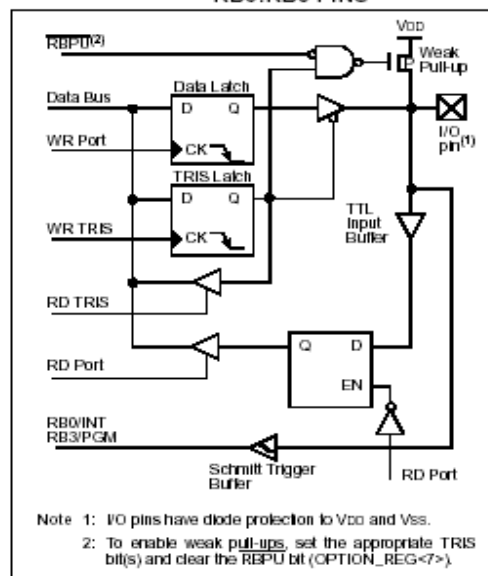 RBPU(2)
VDD
Weak
Pull-up
Data Latch
Data Bus
D Q
WR Port
CK
I/O
pin(1)
TRIS Latch
D Q
TTL
Input
Buffer
WR TRIS
CK
RD TRIS
Q D
RD Port
EN
RB0/INT
RB3/PGM
Schmitt Trigger
Buffer
RD Port
Note 1: I/O pins have diode protection to VDD and VSS.
2: To enable weak pull-ups, set the appropriate TRIS
bit(s) and clear the RBPU bit (OPTION_REG<7>).